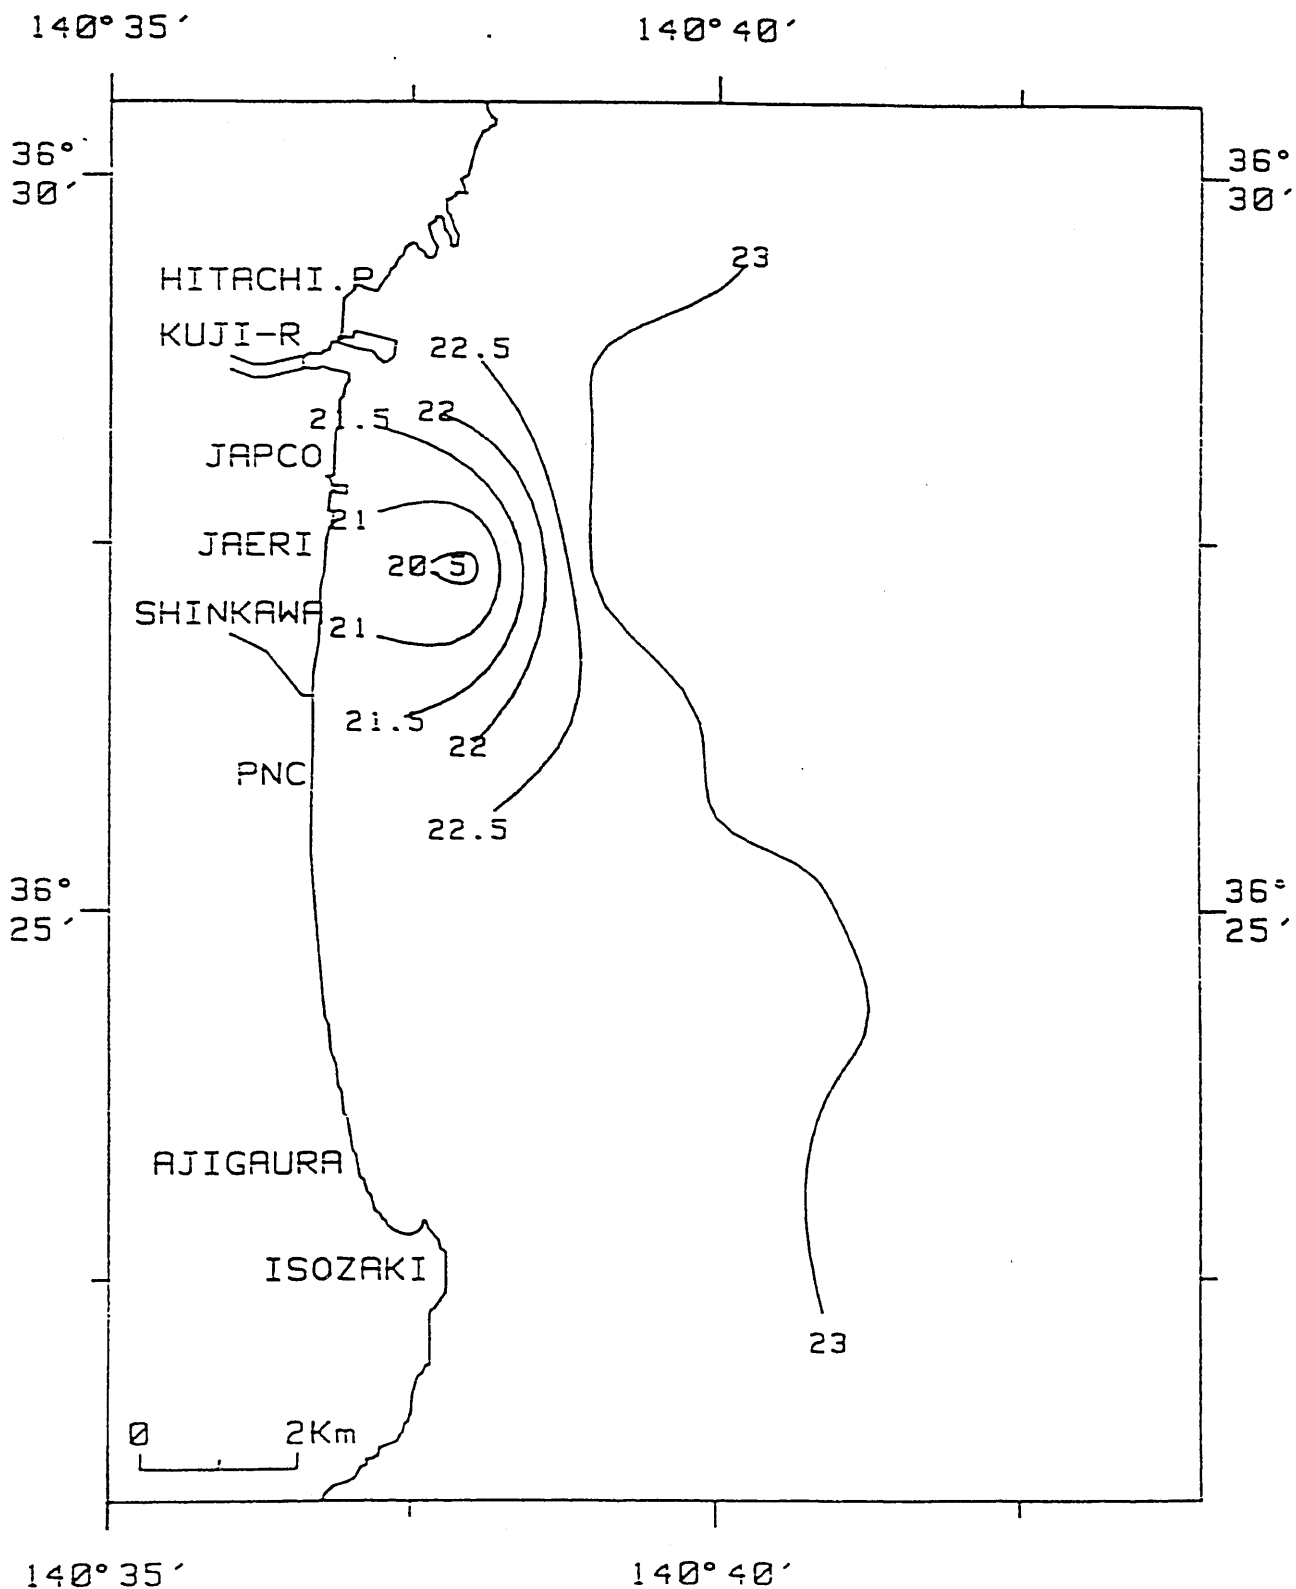 140°35′ 140°40′
36°
30′
36°
30′
23
HITACHI.P
KUJI-R
22.5
21.5
22
JAPCO
21
JAERI
20.5
SHINKAWA
21
21.5
22
PNC
22.5
36°
25′
36°
25′
AJIGAURA
ISOZAKI
23
0 2Km
140°35′ 140°40′